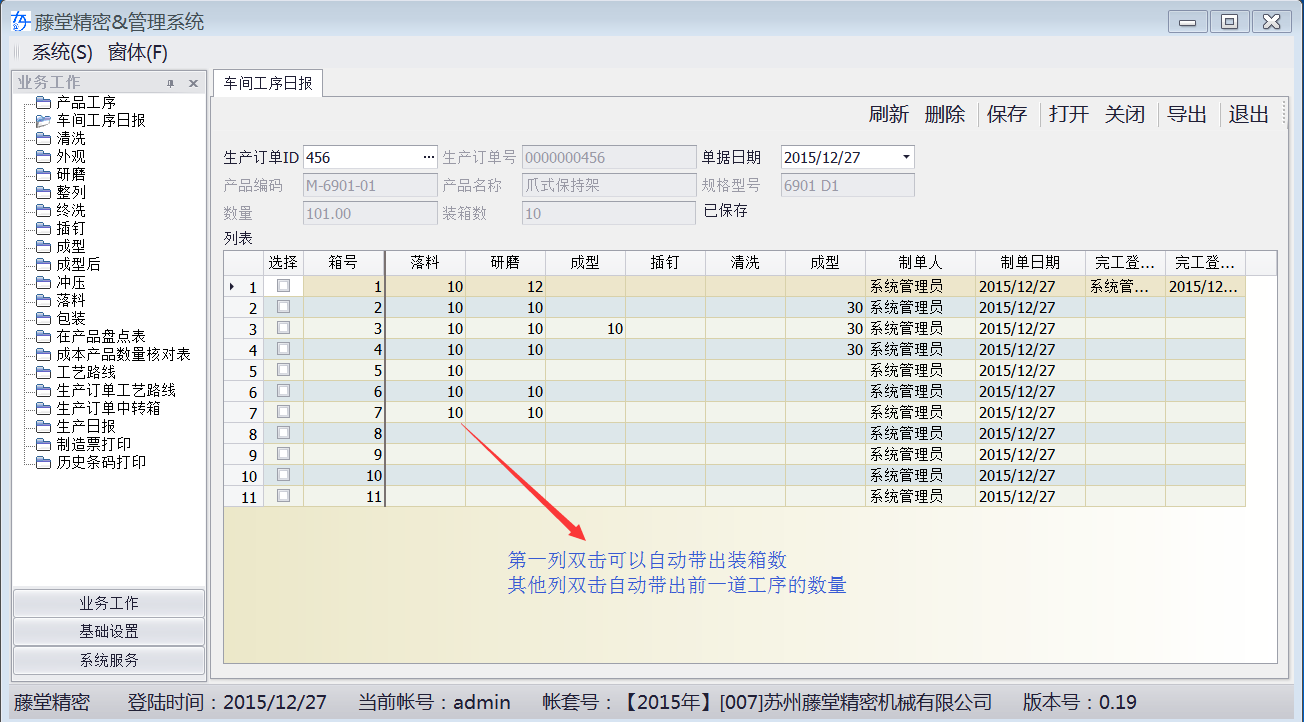 藤堂精密&管理系统
系统(S) 窗体(F)
业务工作
产品工序
车间工序日报
清洗
外观
研磨
整列
终洗
插钉
成型
成型后
冲压
落料
包装
在产品盘点表
成本产品数量核对表
工艺路线
生产订单工艺路线
生产订单中转箱
生产日报
制造票打印
历史条码打印
业务工作
基础设置
系统服务
车间工序日报
刷新 删除 保存 打开 关闭 导出 退出
生产订单ID 456 ... 生产订单号 0000000456 单据日期 2015/12/27
产品编码 M-6901-01 产品名称 爪式保持架 规格型号 6901 D1
数量 101.00 装箱数 10 已保存
列表
选择 箱号 落料 研磨 成型 插钉 清洗 成型 制单人 制单日期 完工登... 完工登...
1 1 10 12 系统管理员 2015/12/27 系统管... 2015/12...
2 2 10 10 30 系统管理员 2015/12/27
3 3 10 10 10 30 系统管理员 2015/12/27
4 4 10 10 30 系统管理员 2015/12/27
5 5 10 系统管理员 2015/12/27
6 6 10 10 系统管理员 2015/12/27
7 7 10 10 系统管理员 2015/12/27
8 8 系统管理员 2015/12/27
9 9 系统管理员 2015/12/27
10 10 系统管理员 2015/12/27
11 11 系统管理员 2015/12/27
第一列双击可以自动带出装箱数
其他列双击自动带出前一道工序的数量
藤堂精密 登陆时间：2015/12/27 当前帐号：admin 帐套号：【2015年】[007]苏州藤堂精密机械有限公司 版本号：0.19